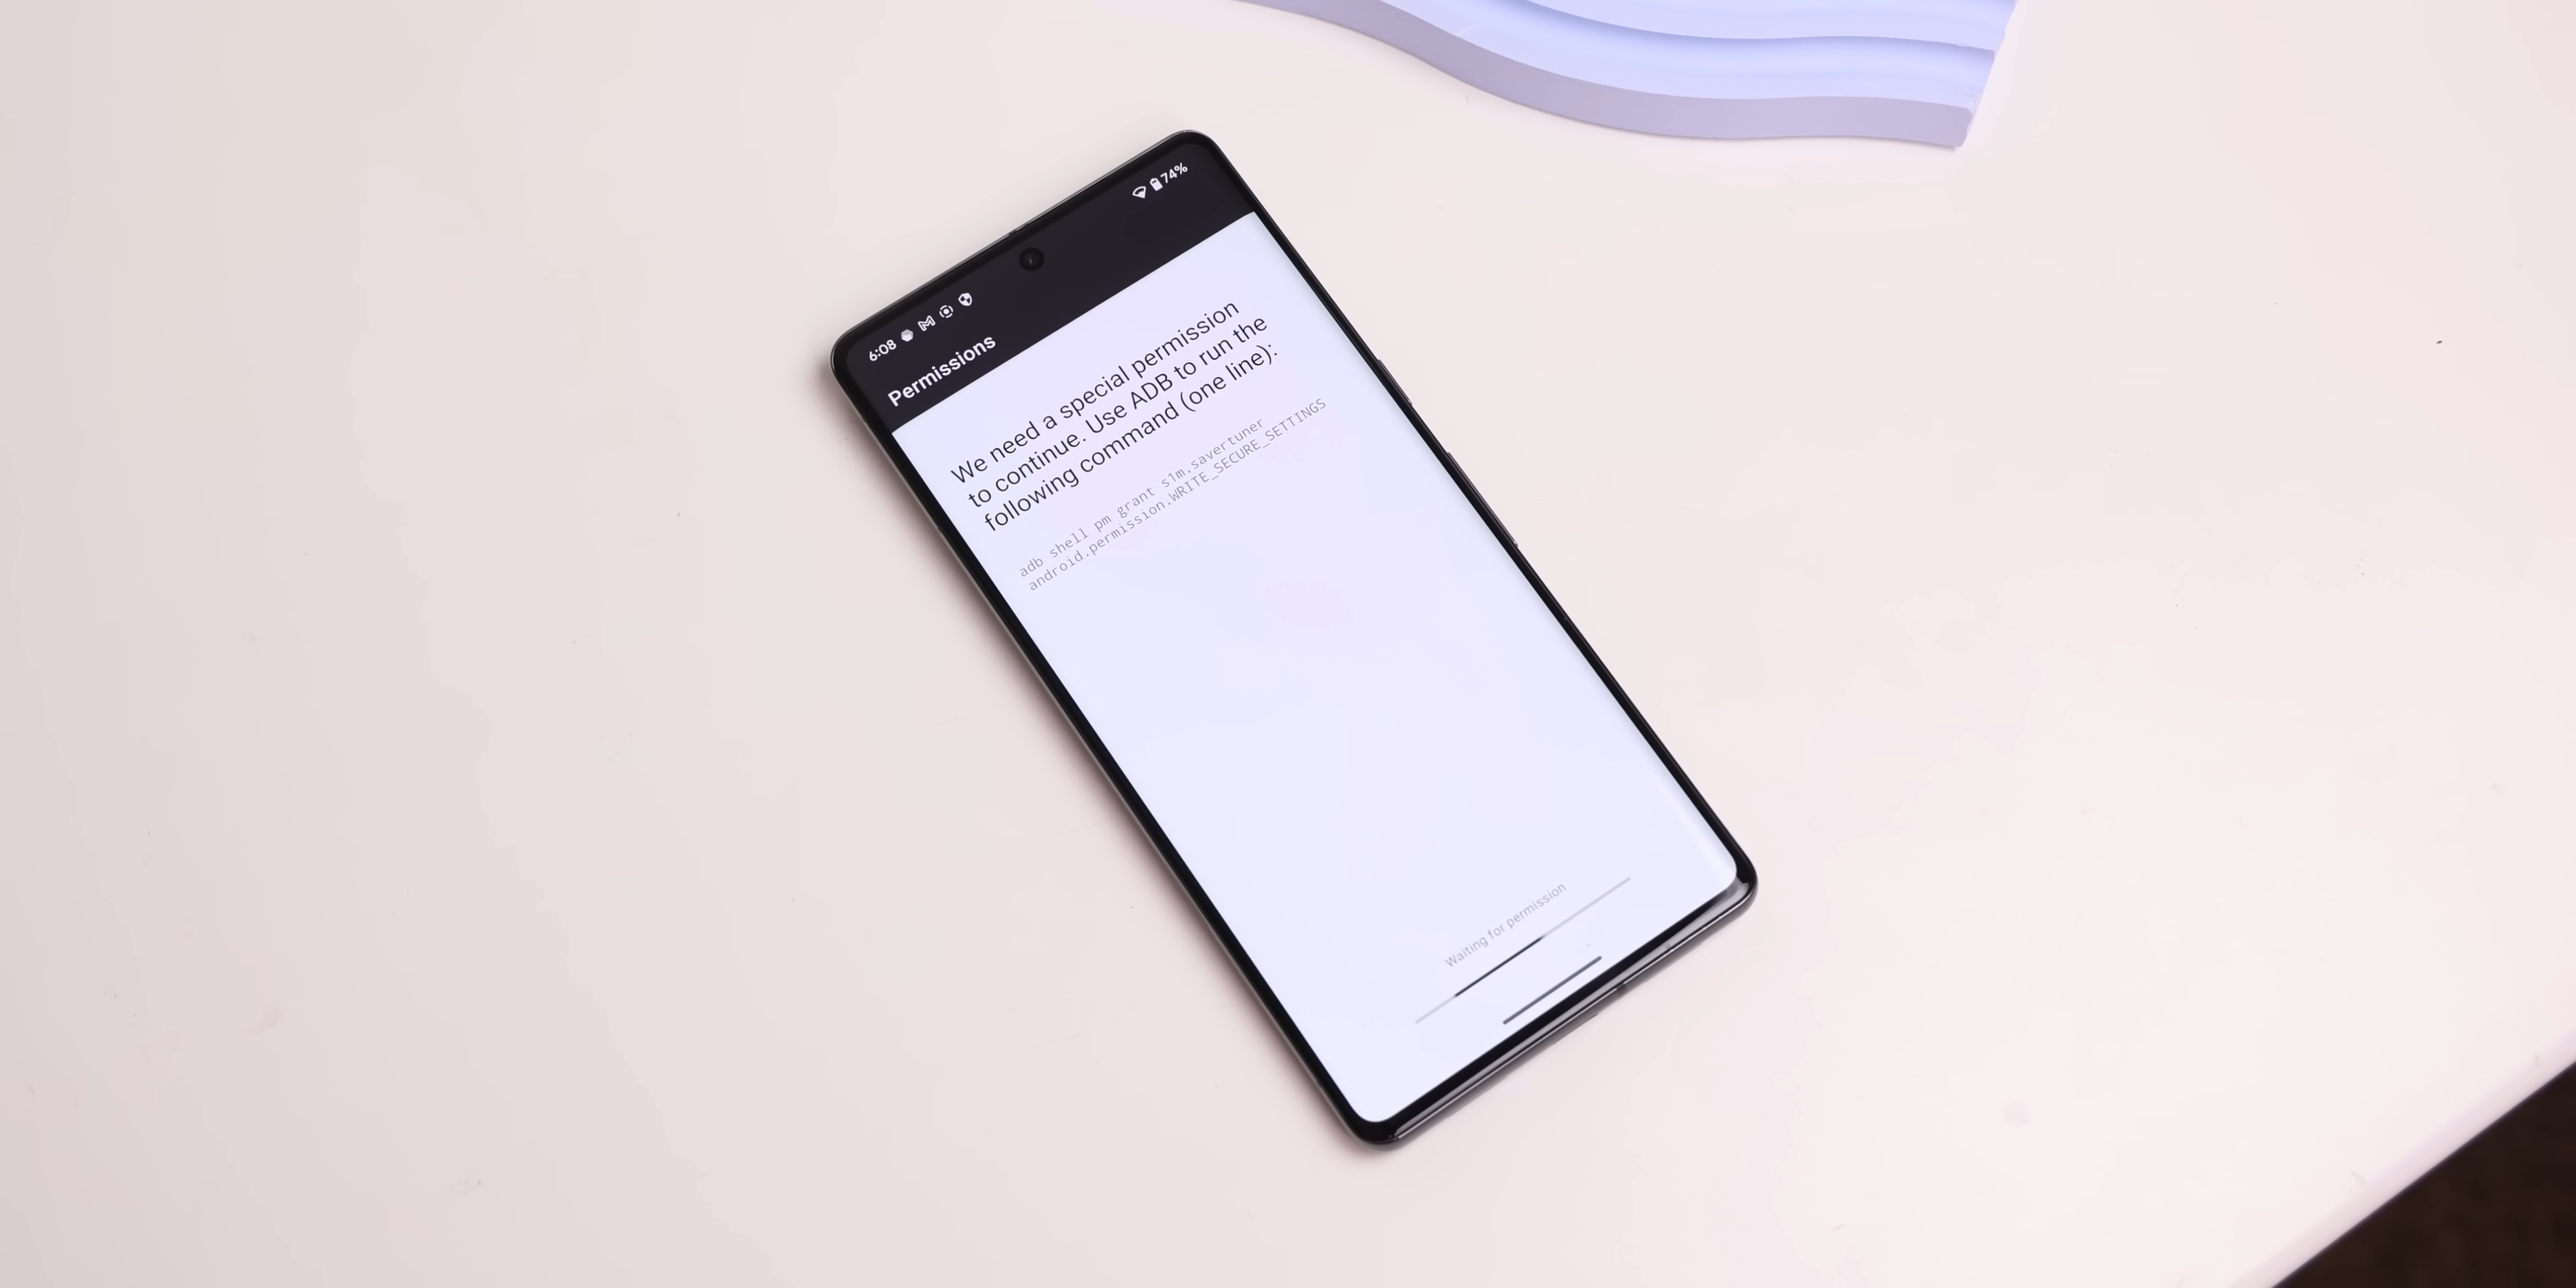 6:08
74%
Permissions
We need a special permission
to continue. Use ADB to run the
following command (one line):
adb shell pm grant s1m.savertuner
android.permission.WRITE_SECURE_SETTINGS
Waiting for permission